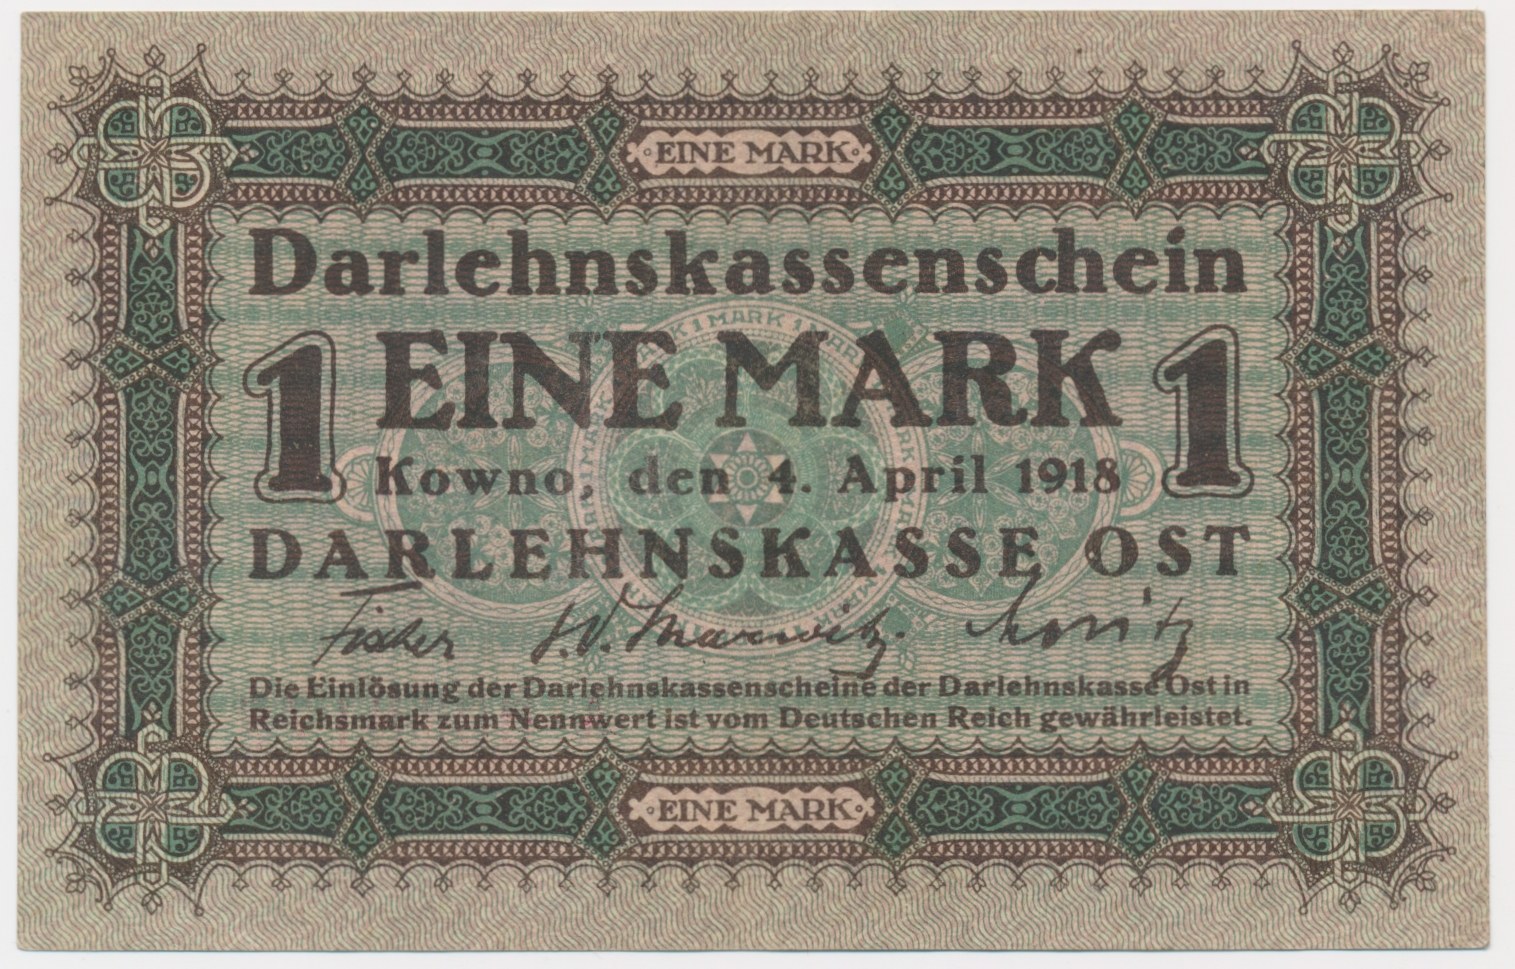 EINE MARK
Darlehnskassenschein
1 EINE MARK 1
Kowno, den 4. April 1918
DARLEHNSKASSE OST
Fischer
Die Einlösung der Darlehnskassenscheine der Darlehnskasse Ost in
Reichsmark zum Nennwert ist vom Deutschen Reich gewährleistet.
EINE MARK